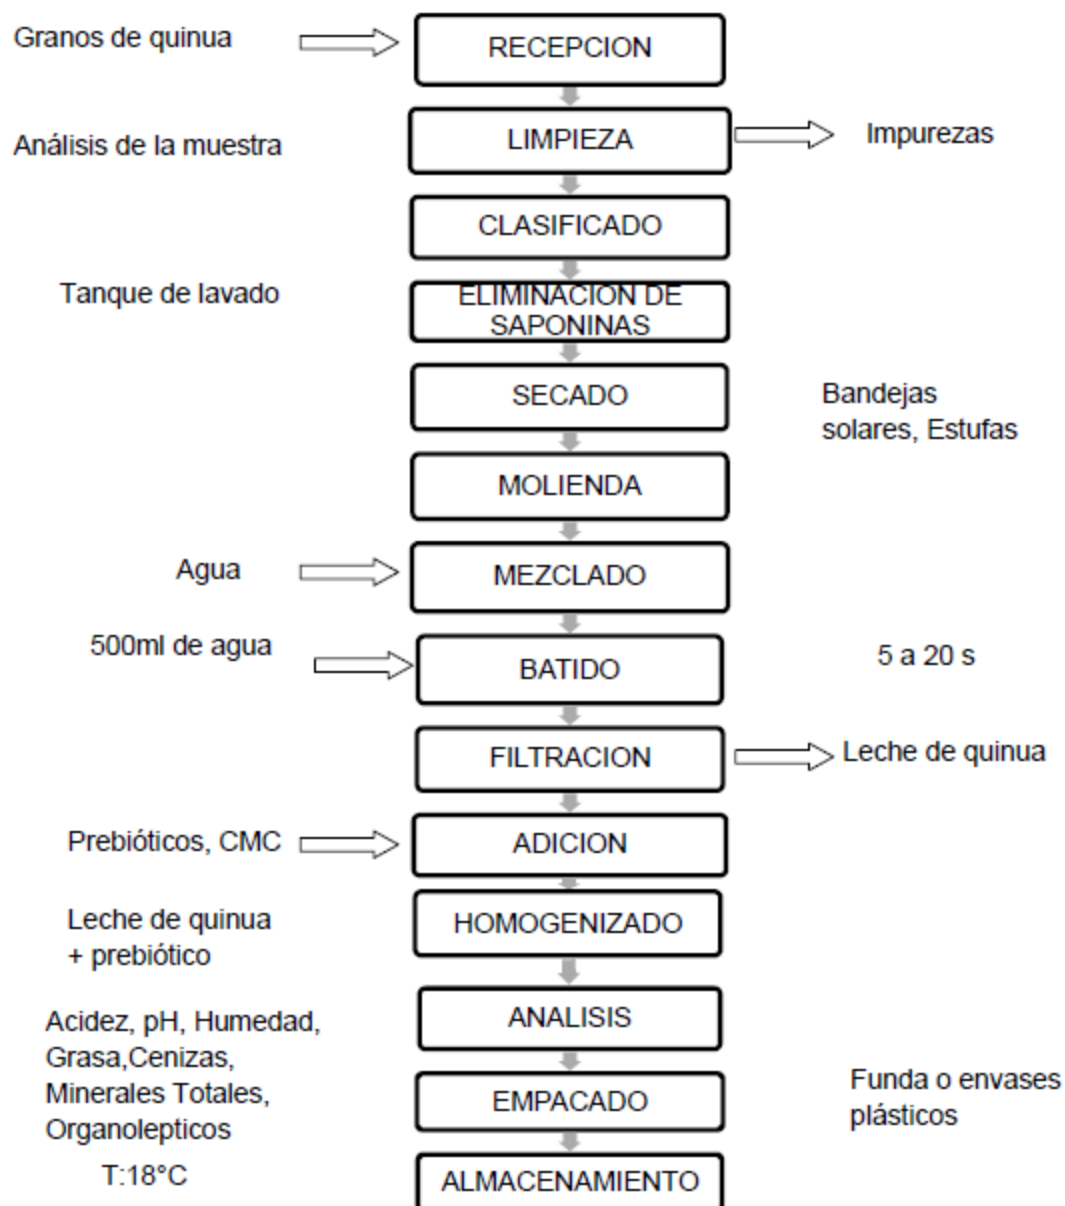 Granos de quinua
RECEPCION
Análisis de la muestra
LIMPIEZA
Impurezas
CLASIFICADO
Tanque de lavado
ELIMINACION DE
SAPONINAS
SECADO
Bandejas
solares, Estufas
MOLIENDA
Agua
MEZCLADO
500ml de agua
BATIDO
5 a 20 s
FILTRACION
Leche de quinua
Prebióticos, CMC
ADICION
Leche de quinua
+ prebiótico
HOMOGENIZADO
Acidez, pH, Humedad,
Grasa,Cenizas,
Minerales Totales,
Organolepticos
ANALISIS
EMPACADO
Funda o envases
plásticos
T:18°C
ALMACENAMIENTO